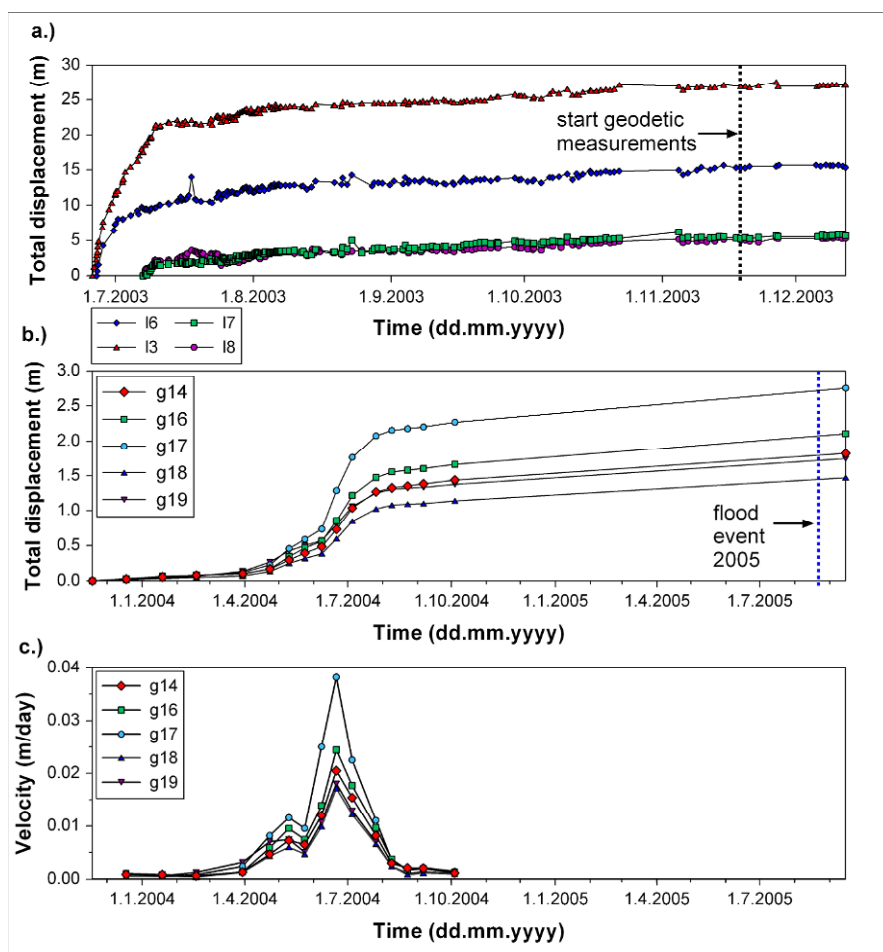 a.)
30
25
20
15
10
5
0
Total displacement (m)
start geodetic
measurements
1.7.2003 1.8.2003 1.9.2003 1.10.2003 1.11.2003 1.12.2003
Time (dd.mm.yyyy)
I6 I7
I3 I8
b.)
3.0
2.5
2.0
1.5
1.0
0.5
0.0
Total displacement (m)
g14
g16
g17
g18
g19
flood
event
2005
1.1.2004 1.4.2004 1.7.2004 1.10.2004 1.1.2005 1.4.2005 1.7.2005
Time (dd.mm.yyyy)
c.)
0.04
0.03
0.02
0.01
0.00
Velocity (m/day)
g14
g16
g17
g18
g19
1.1.2004 1.4.2004 1.7.2004 1.10.2004 1.1.2005 1.4.2005 1.7.2005
Time (dd.mm.yyyy)